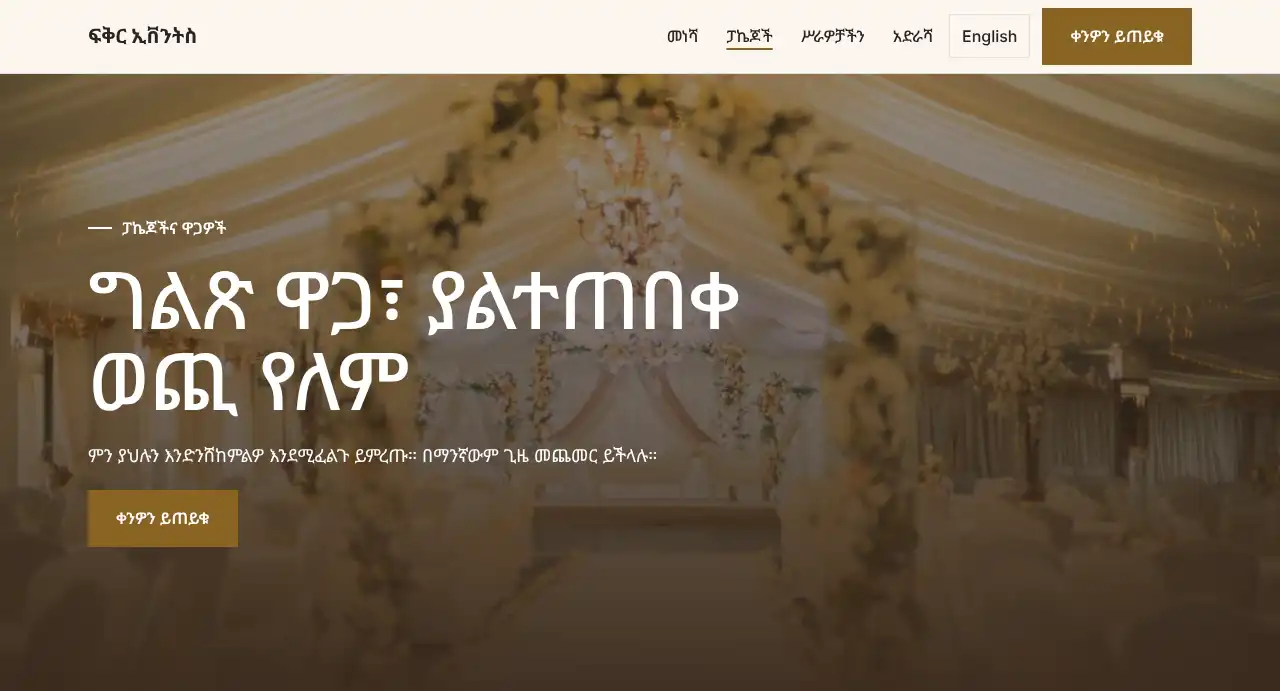 ፍቅር ኢቨንትስ
መነሻ
ፓኬጆች
ሥራዎቻችን
አድራሻ
English
ቀንዎን ይጠይቁ
ፓኬጆችና ዋጋዎች
ግልጽ ዋጋ፣ ያልተጠበቀ
ወጪ የለም
ምን ያህሉን እንድንሸከምልዎ እንደሚፈልጉ ይምረጡ። በማንኛውም ጊዜ መጨመር ይችላሉ።
ቀንዎን ይጠይቁ